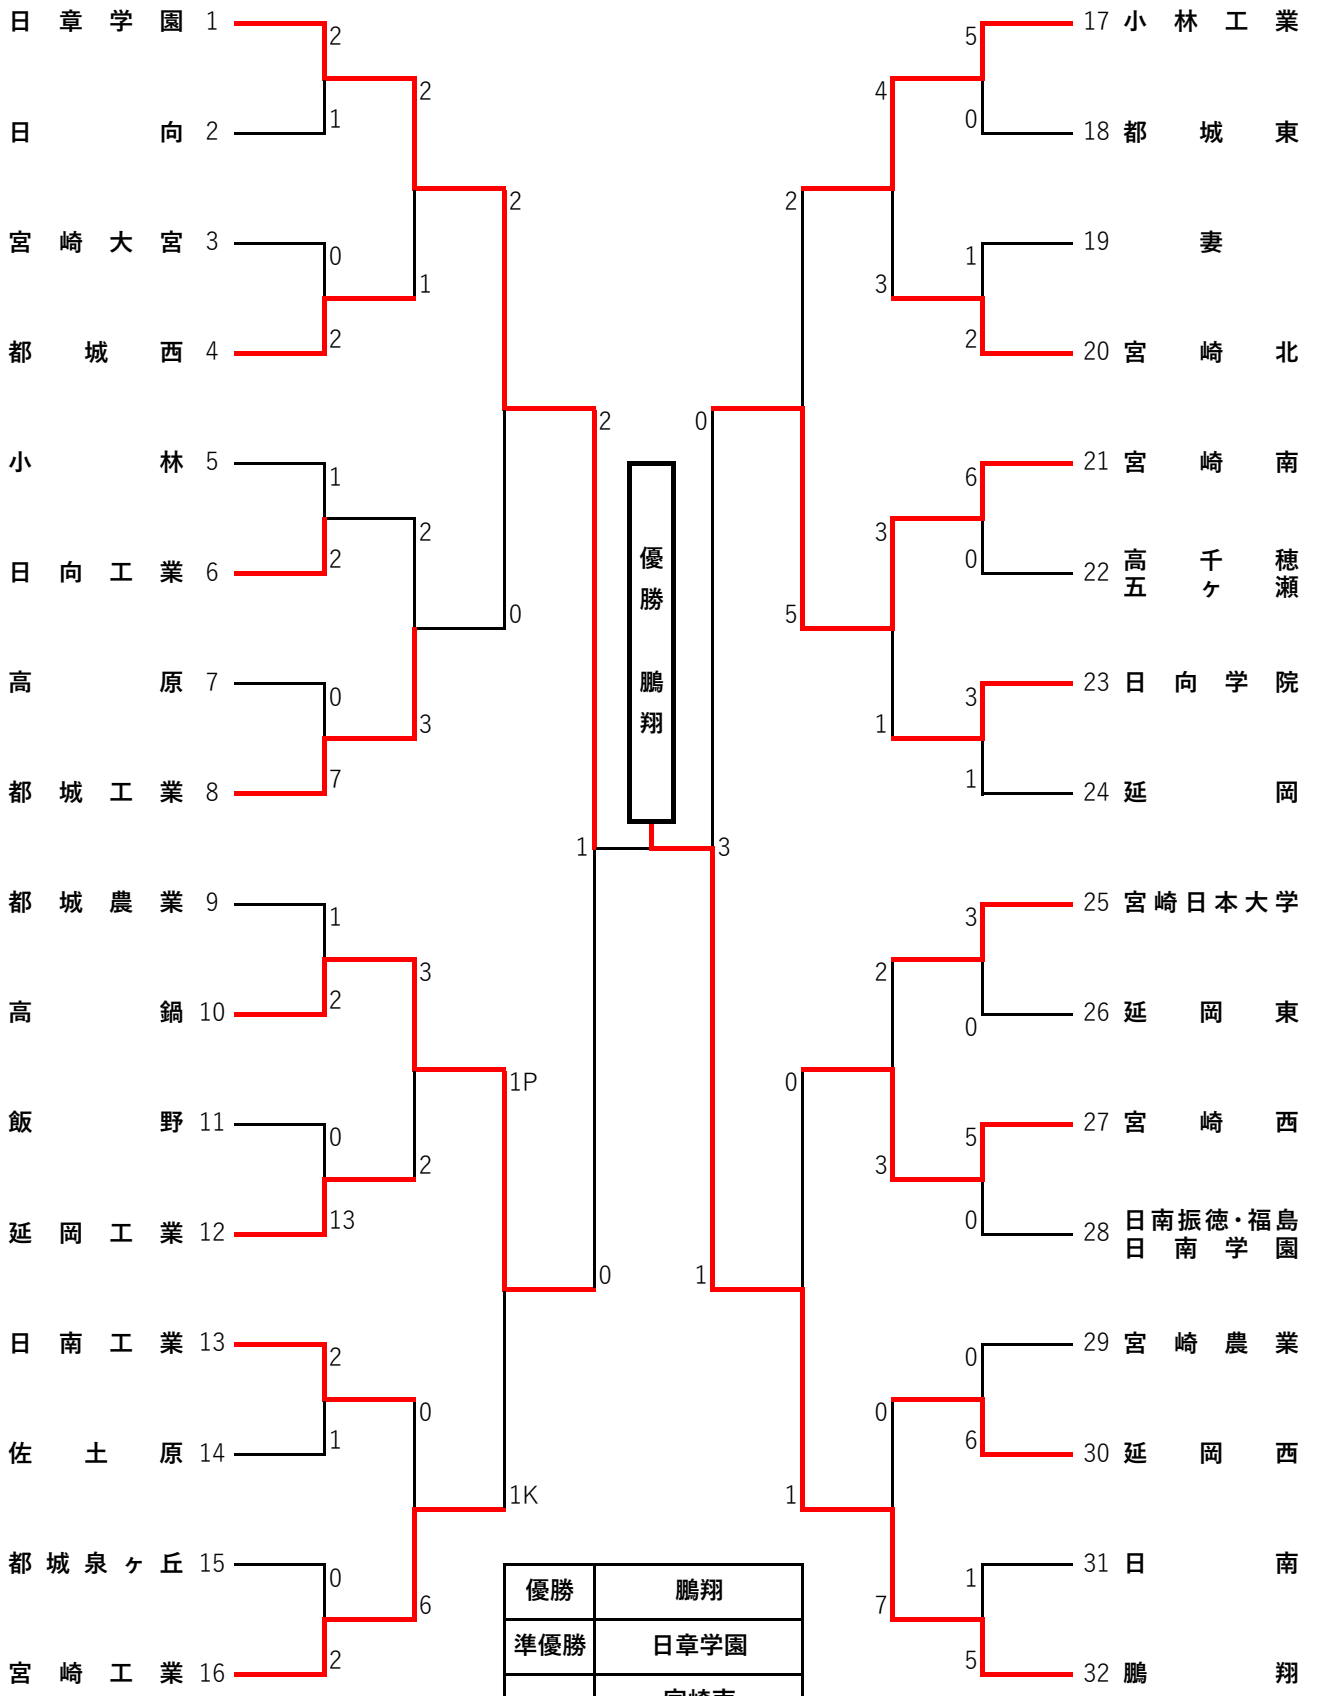 日章学園 1
2
1
日向 2
2
宮崎大宮 3
0
2
都城西 4
1
2
小林 5
1
2
日向工業 6
2
高原 7
0
7
都城工業 8
3
0
2
都城農業 9
1
2
高鍋 10
3
飯野 11
0
13
延岡工業 12
2
1P
日南工業 13
2
1
佐土原 14
0
都城泉ヶ丘 15
0
2
宮崎工業 16
6
1K
0
1
優勝 鵬翔
3
17 小林工業
5
0
18 都城東
4
19 妻
1
2
20 宮崎北
3
2
21 宮崎南
6
0
22 高千穂
五ヶ瀬
3
23 日向学院
3
1
24 延岡
1
5
0
25 宮崎日本大学
3
0
26 延岡東
2
27 宮崎西
5
0
28 日南振徳・福島
日南学園
3
0
29 宮崎農業
0
6
30 延岡西
0
31 日南
1
5
32 鵬翔
7
1
1
優勝 鵬翔
準優勝 日章学園
宮崎南